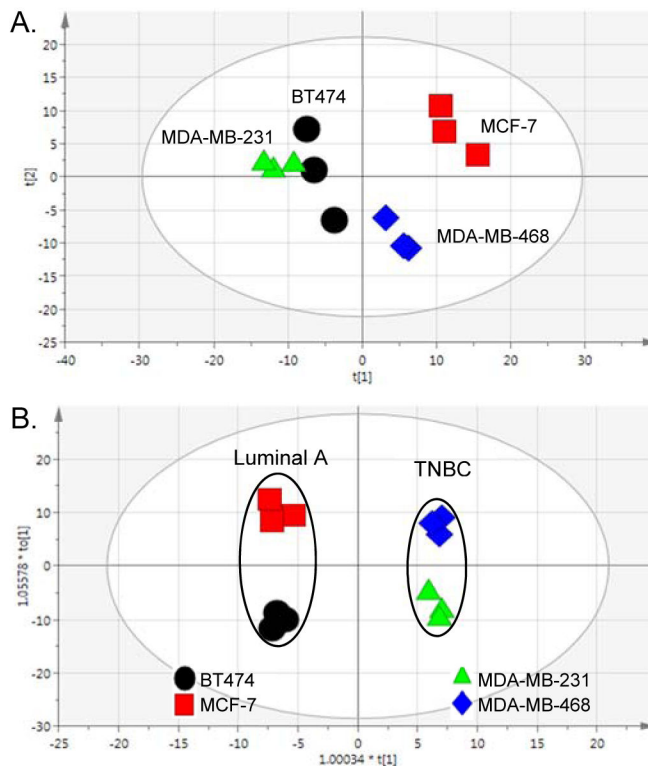 A.
20
15
10
5
0
-5
-10
-15
-20
-25
t[2]
BT474
MDA-MB-231
MCF-7
MDA-MB-468
-40 -30 -20 -10 0 10 20 30
t[1]
B.
20
10
0
-10
-20
-30
1.05578 * to[1]
Luminal A
TNBC
BT474
MCF-7
MDA-MB-231
MDA-MB-468
-25 -20 -15 -10 -5 0 5 10 15 20
1.00034 * t[1]